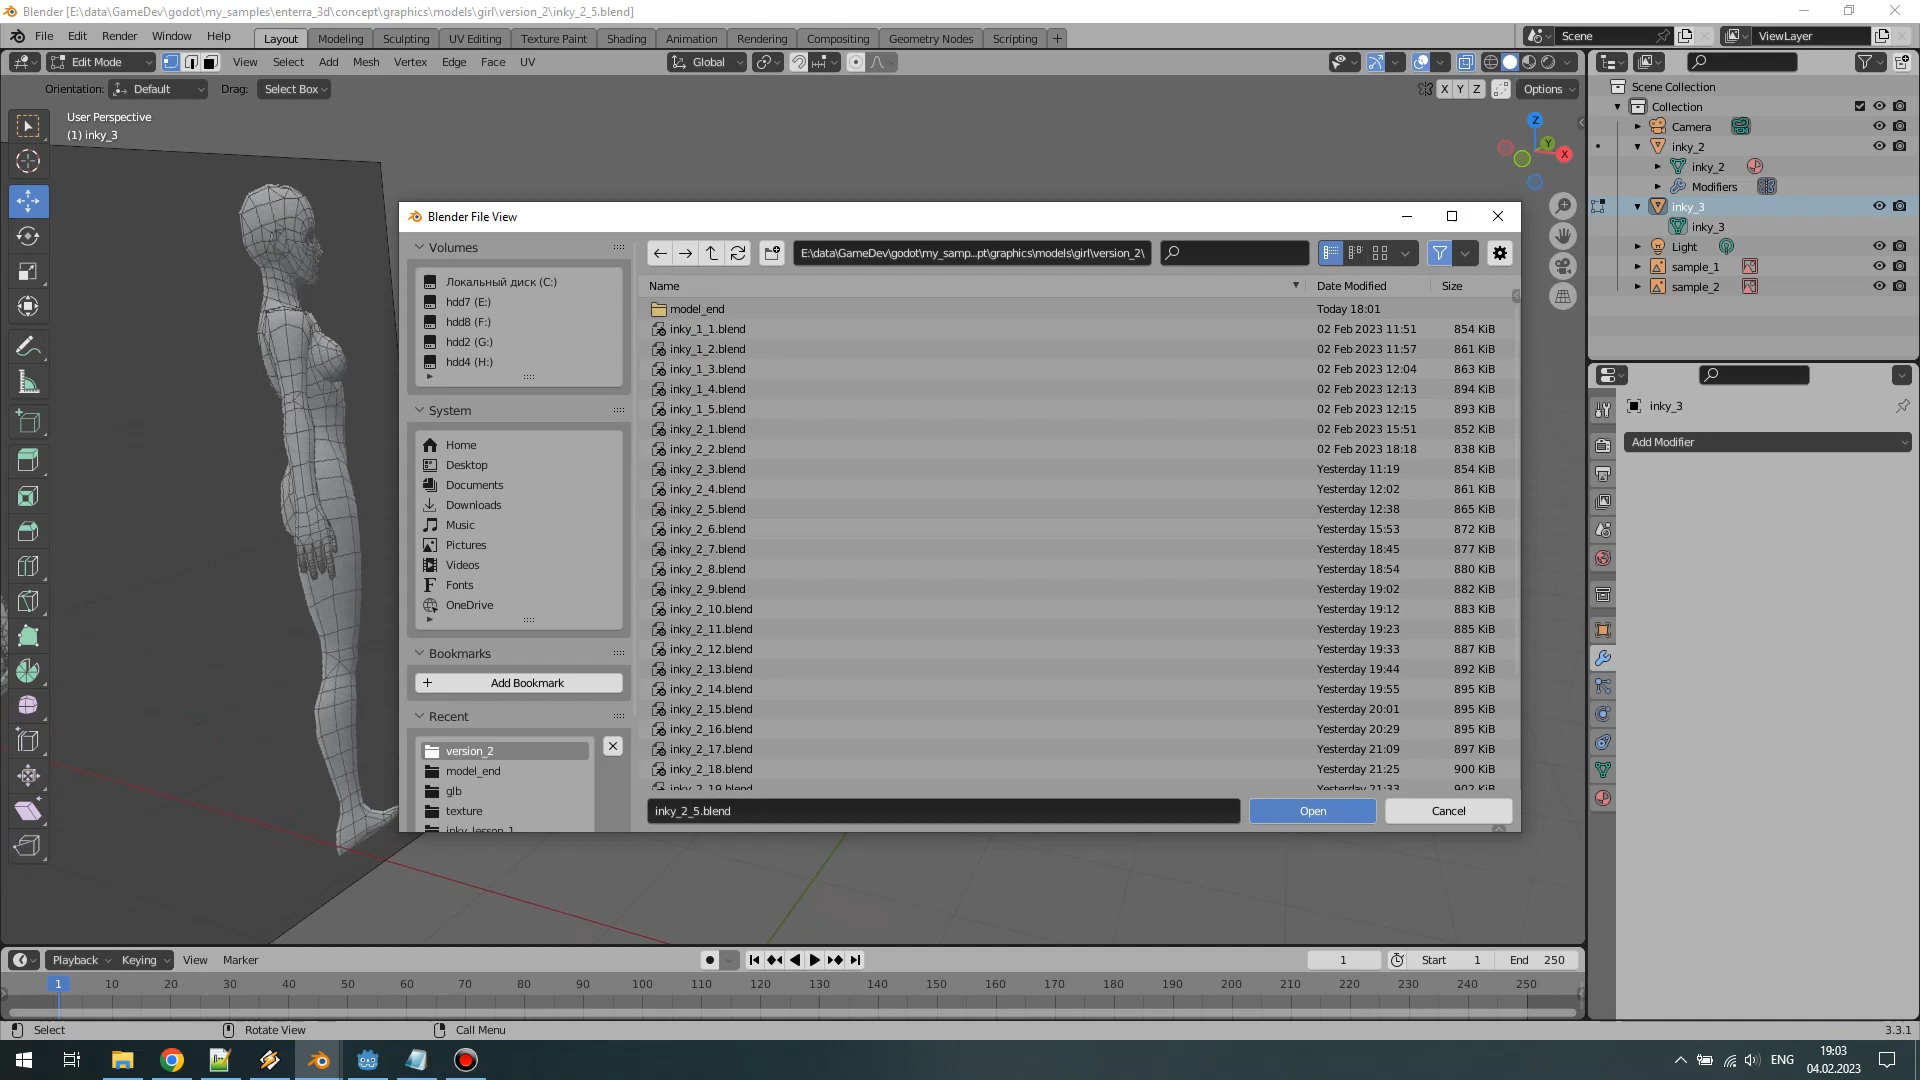 Blender [E:\data\GameDev\godot\my_samples\enterra_3d\concept\graphics\models\girl\version_2\inky_2_5.blend]
File Edit Render Window Help Layout Modeling Sculpting UV Editing Texture Paint Shading Animation Rendering Compositing Geometry Nodes Scripting + Scene ViewLayer
Edit Mode View Select Add Mesh Vertex Edge Face UV Global
Orientation: Default Drag: Select Box X Y Z Options
User Perspective
(1) inky_3
Z
Y
X
Scene Collection
Collection
Camera
inky_2
inky_2
Modifiers
inky_3
inky_3
Light
sample_1
sample_2
inky_3
Add Modifier
Blender File View
Volumes
Локальный диск (C:)
hdd7 (E:)
hdd8 (F:)
hdd2 (G:)
hdd4 (H:)
System
Home
Desktop
Documents
Downloads
Music
Pictures
Videos
Fonts
OneDrive
Bookmarks
+ Add Bookmark
Recent
version_2
model_end
glb
texture
inky_lesson_1
E:\data\GameDev\godot\my_samp...pt\graphics\models\girl\version_2\
Name Date Modified Size
model_end Today 18:01
inky_1_1.blend 02 Feb 2023 11:51 854 KiB
inky_1_2.blend 02 Feb 2023 11:57 861 KiB
inky_1_3.blend 02 Feb 2023 12:04 863 KiB
inky_1_4.blend 02 Feb 2023 12:13 894 KiB
inky_1_5.blend 02 Feb 2023 12:15 893 KiB
inky_2_1.blend 02 Feb 2023 15:51 852 KiB
inky_2_2.blend 02 Feb 2023 18:18 838 KiB
inky_2_3.blend Yesterday 11:19 854 KiB
inky_2_4.blend Yesterday 12:02 861 KiB
inky_2_5.blend Yesterday 12:38 865 KiB
inky_2_6.blend Yesterday 15:53 872 KiB
inky_2_7.blend Yesterday 18:45 877 KiB
inky_2_8.blend Yesterday 18:54 880 KiB
inky_2_9.blend Yesterday 19:02 882 KiB
inky_2_10.blend Yesterday 19:12 883 KiB
inky_2_11.blend Yesterday 19:23 885 KiB
inky_2_12.blend Yesterday 19:33 887 KiB
inky_2_13.blend Yesterday 19:44 892 KiB
inky_2_14.blend Yesterday 19:55 895 KiB
inky_2_15.blend Yesterday 20:01 895 KiB
inky_2_16.blend Yesterday 20:29 895 KiB
inky_2_17.blend Yesterday 21:09 897 KiB
inky_2_18.blend Yesterday 21:25 900 KiB
inky_2_19.blend Yesterday 21:33 902 KiB
inky_2_5.blend Open Cancel
Playback Keying View Marker 1 Start 1 End 250
1 10 20 30 40 50 60 70 80 90 100 110 120 130 140 150 160 170 180 190 200 210 220 230 240 250
Select Rotate View Call Menu 3.3.1
ENG 19:03
04.02.2023